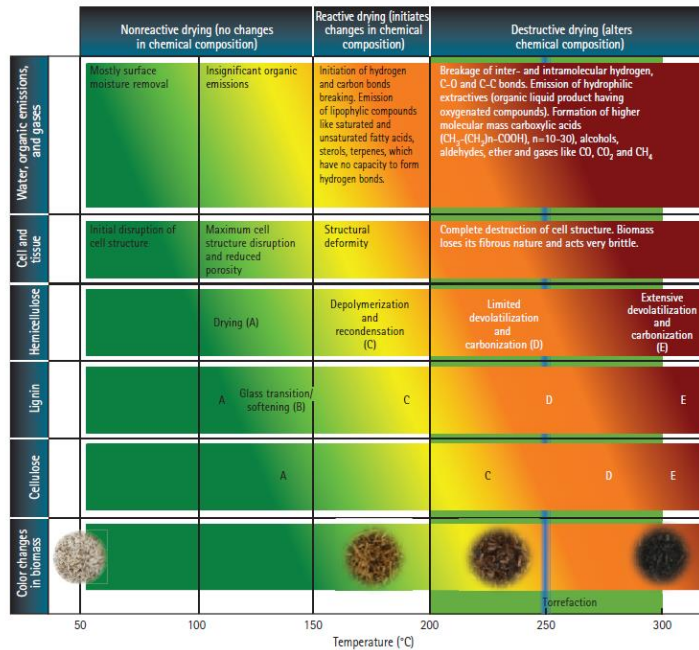 Nonreactive drying (no changes
in chemical composition)
Reactive drying (initiates
changes in chemical
composition)
Destructive drying (alters
chemical composition)
Water, organic emissions,
and gases
Mostly surface
moisture removal
Insignificant organic
emissions
Initiation of hydrogen
and carbon bonds
breaking. Emission
of lipophylic compounds
like saturated and
unsaturated fatty acids,
sterols, terpenes, which
have no capacity to form
hydrogen bonds.
Breakage of inter- and intramolecular hydrogen,
C-O and C-C bonds. Emission of hydrophilic
extractives (organic liquid product having
oxygenated compounds). Formation of higher
molecular mass carboxylic acids
(CH₃-(CH₂)n-COOH), n=10-30), alcohols,
aldehydes, ether and gases like CO, CO₂ and CH₄
Cell and
tissue
Initial disruption of
cell structure
Maximum cell
structure disruption
and reduced
porosity
Structural
deformity
Complete destruction of cell structure. Biomass
loses its fibrous nature and acts very brittle.
Hemicellulose
Drying (A)
Depolymerization
and
recondensation
(C)
Limited
devolatilization
and
carbonization (D)
Extensive
devolatilization
and
carbonization
(E)
Lignin
A
Glass transition/
softening (B)
C
D
E
Cellulose
A
C
D
E
Color changes
in biomass
Torrefaction
50
100
150
200
250
300
Temperature (°C)